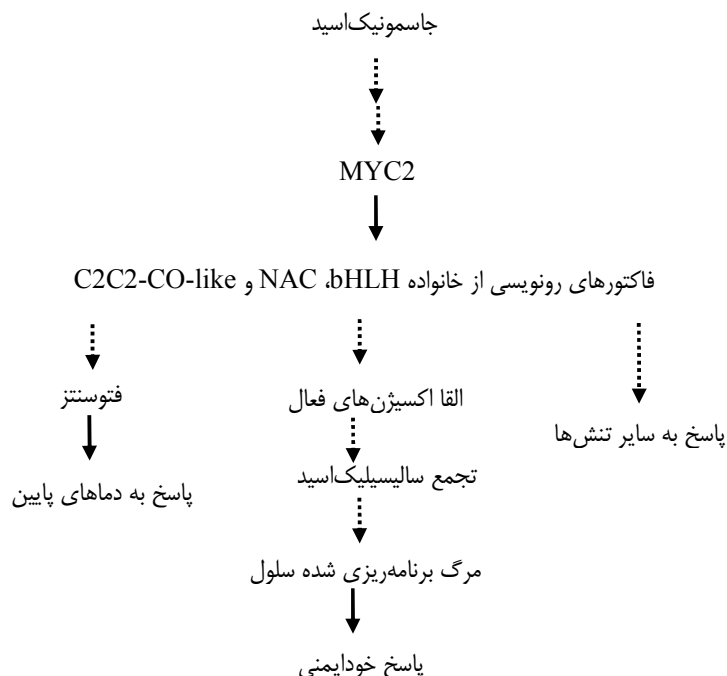 جاسمونیک‌اسید
MYC2
فاکتورهای رونویسی از خانواده NAC ،bHLH و C2C2-CO-like
فتوسنتز
القا اکسیژن‌های فعال
پاسخ به سایر تنش‌ها
تجمع سالیسیلیک‌اسید
پاسخ به دماهای پایین
مرگ برنامه‌ریزی شده سلول
پاسخ خودایمنی